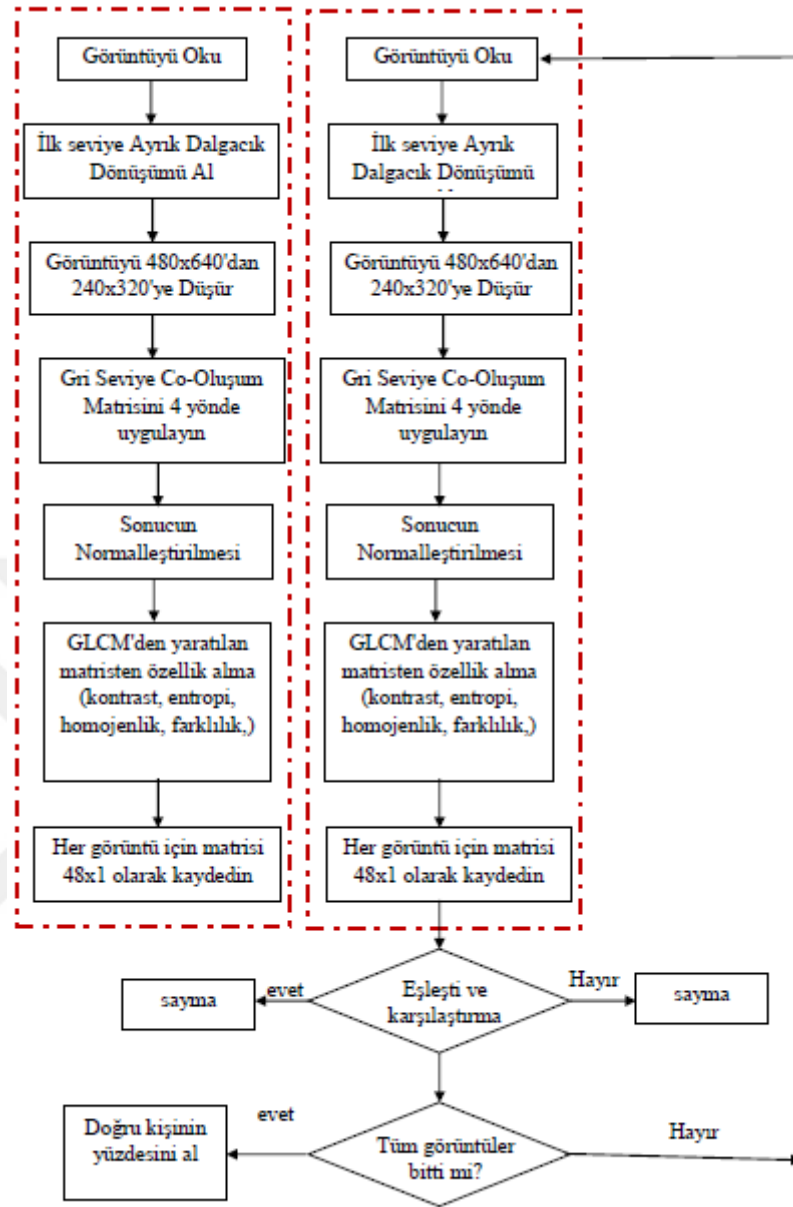 Görüntüyü Oku
İlk seviye Ayrık Dalgacık
Dönüşümü Al
Görüntüyü 480x640'dan
240x320'ye Düşür
Gri Seviye Co-Oluşum
Matrisini 4 yönde
uygulayın
Sonucun
Normalleştirilmesi
GLCM'den yaratılan
matristen özellik alma
(kontrast, entropi,
homojenlik, farklılık,)
Her görüntü için matrisi
48x1 olarak kaydedin
Görüntüyü Oku
İlk seviye Ayrık
Dalgacık Dönüşümü
Görüntüyü 480x640'dan
240x320'ye Düşür
Gri Seviye Co-Oluşum
Matrisini 4 yönde
uygulayın
Sonucun
Normalleştirilmesi
GLCM'den yaratılan
matristen özellik alma
(kontrast, entropi,
homojenlik, farklılık,)
Her görüntü için matrisi
48x1 olarak kaydedin
sayma
evet
Eşleşti ve
karşılaştırma
Hayır
sayma
Doğru kişinin
yüzdesini al
evet
Tüm görüntüler
bitti mi?
Hayır